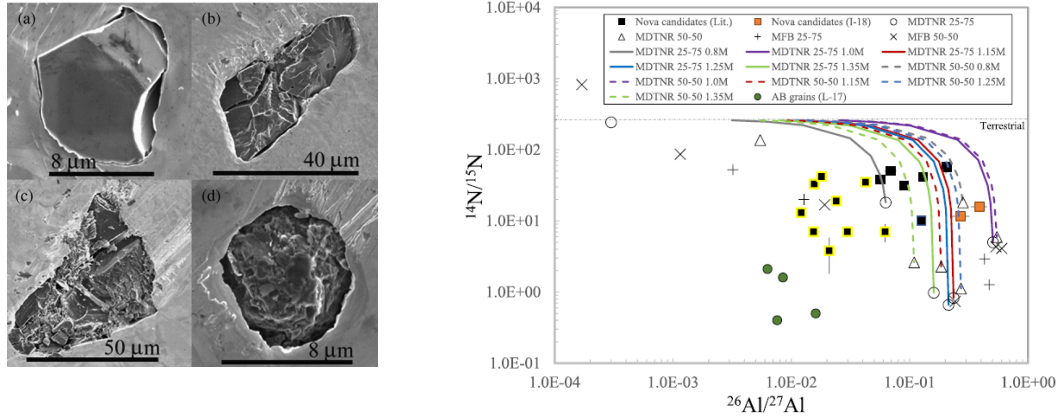 (a)
8 µm
(b)
40 µm
(c)
50 µm
(d)
8 µm
Nova candidates (Lit.)
Nova candidates (I-18)
MDTNR 25-75
MDTNR 50-50
MFB 25-75
MFB 50-50
MDTNR 25-75 0.8M
MDTNR 25-75 1.0M
MDTNR 25-75 1.15M
MDTNR 25-75 1.25M
MDTNR 25-75 1.35M
MDTNR 50-50 0.8M
MDTNR 50-50 1.0M
MDTNR 50-50 1.15M
MDTNR 50-50 1.25M
MDTNR 50-50 1.35M
AB grains (L-17)
Terrestrial
1.0E+04
1.0E+03
1.0E+02
1.0E+01
1.0E+00
1.0E-01
¹⁴N/¹⁵N
1.0E-04
1.0E-03
1.0E-02
1.0E-01
1.0E+00
²⁶Al/²⁷Al